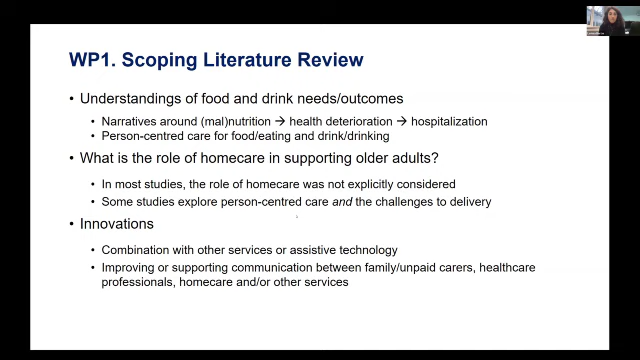 WP1. Scoping Literature Review
• Understandings of food and drink needs/outcomes
• Narratives around (mal)nutrition → health deterioration → hospitalization
• Person-centred care for food/eating and drink/drinking
• What is the role of homecare in supporting older adults?
• In most studies, the role of homecare was not explicitly considered
• Some studies explore person-centred care and the challenges to delivery
• Innovations
• Combination with other services or assistive technology
• Improving or supporting communication between family/unpaid carers, healthcare
professionals, homecare and/or other services